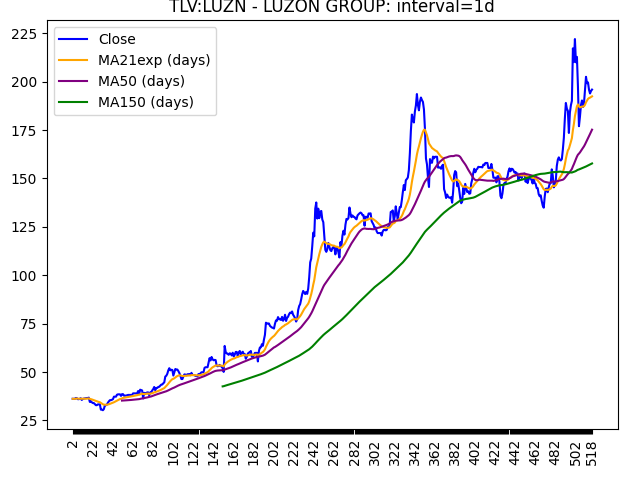 TLV:LUZN - LUZON GROUP: interval=1d
Close
MA21exp (days)
MA50 (days)
MA150 (days)
225
200
175
150
125
100
75
50
25
2 22 42 62 82 102 122 142 162 182 202 222 242 262 282 302 322 342 362 382 402 422 442 462 482 502 518